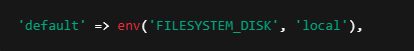 'default' => env('FILESYSTEM_DISK', 'local'),